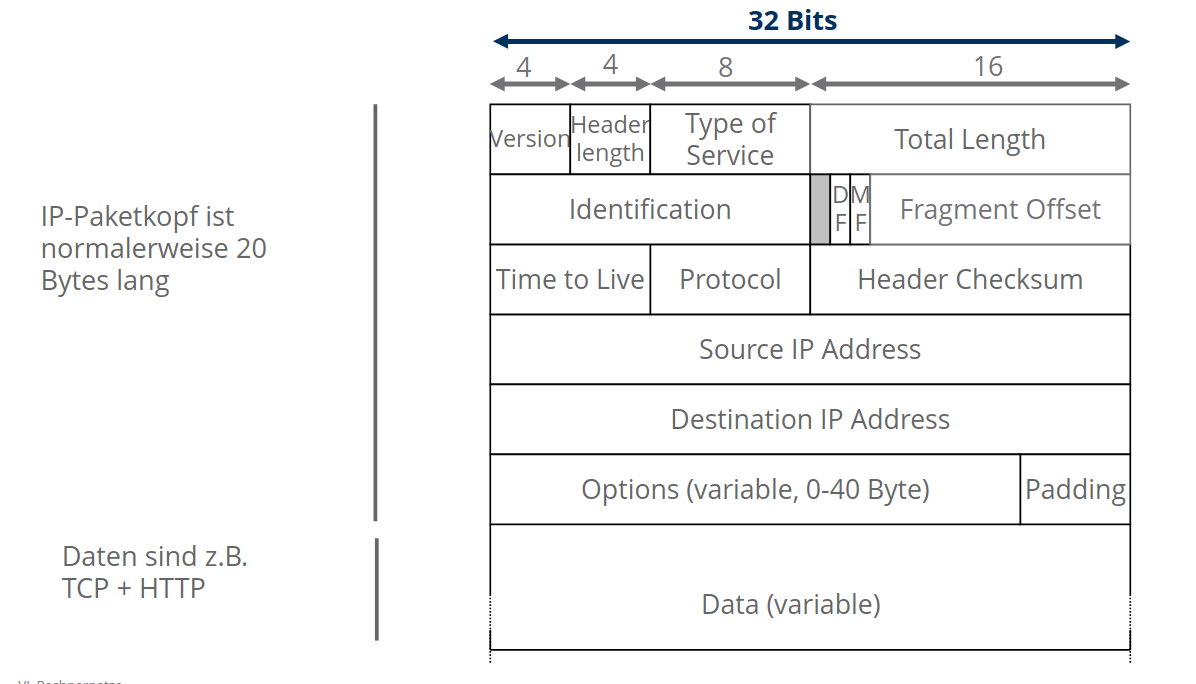 32 Bits
4 4 8 16
Version Header length Type of Service Total Length
Identification DF MF Fragment Offset
IP-Paketkopf ist
normalerweise 20
Bytes lang
Time to Live Protocol Header Checksum
Source IP Address
Destination IP Address
Options (variable, 0-40 Byte) Padding
Daten sind z.B.
TCP + HTTP
Data (variable)